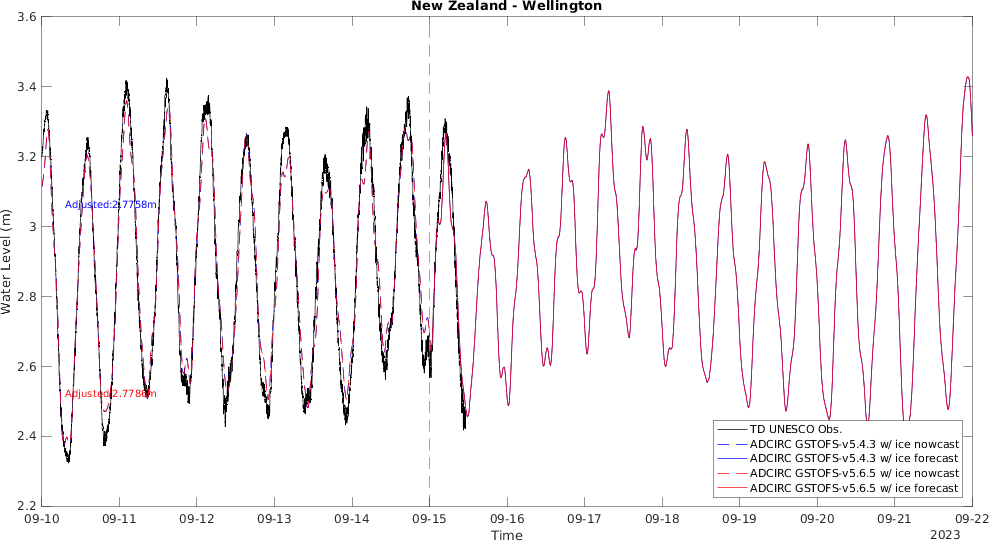 New Zealand - Wellington
3.6
3.4
3.2
3
2.8
2.6
2.4
2.2
Water Level (m)
Adjusted:2.7758m
Adjusted:2.7786m
TD UNESCO Obs.
ADCIRC GSTOFS-v5.4.3 w/ ice nowcast
ADCIRC GSTOFS-v5.4.3 w/ ice forecast
ADCIRC GSTOFS-v5.6.5 w/ ice nowcast
ADCIRC GSTOFS-v5.6.5 w/ ice forecast
09-10 09-11 09-12 09-13 09-14 09-15 09-16 09-17 09-18 09-19 09-20 09-21 09-22
Time
2023